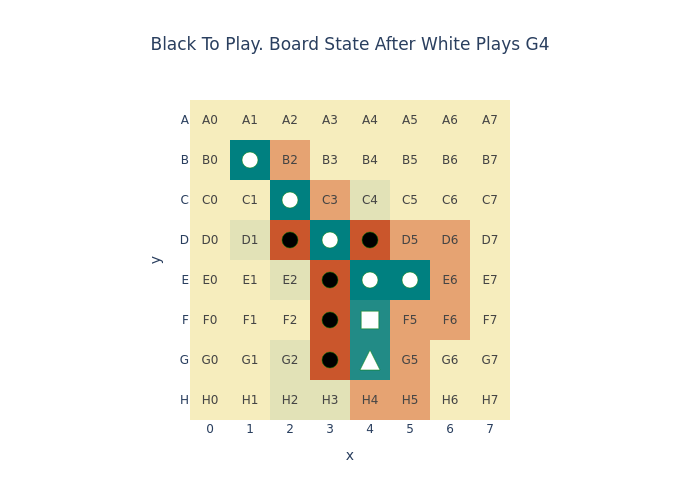 Black To Play. Board State After White Plays G4
A A0 A1 A2 A3 A4 A5 A6 A7
B B0 B2 B3 B4 B5 B6 B7
C C0 C1 C3 C4 C5 C6 C7
D D0 D1 D5 D6 D7
E E0 E1 E2 E6 E7
F F0 F1 F2 F5 F6 F7
G G0 G1 G2 G5 G6 G7
H H0 H1 H2 H3 H4 H5 H6 H7
0 1 2 3 4 5 6 7
x
y